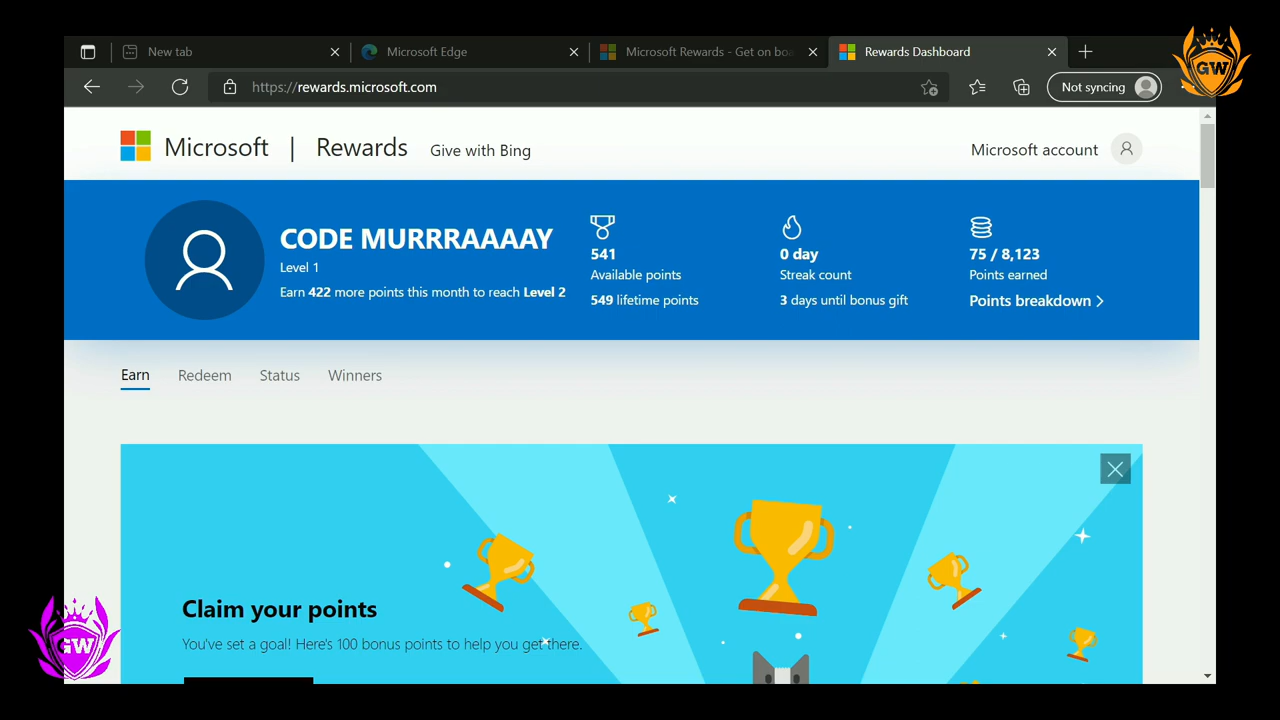 New tab
Microsoft Edge
Microsoft Rewards - Get on boa
Rewards Dashboard
https://rewards.microsoft.com
Not syncing
GW
Microsoft | Rewards
Give with Bing
Microsoft account
CODE MURRRAAAAY
Level 1
Earn 422 more points this month to reach Level 2
541
Available points
549 lifetime points
0 day
Streak count
3 days until bonus gift
75 / 8,123
Points earned
Points breakdown
Earn
Redeem
Status
Winners
Claim your points
You've set a goal! Here's 100 bonus points to help you get there.
GW